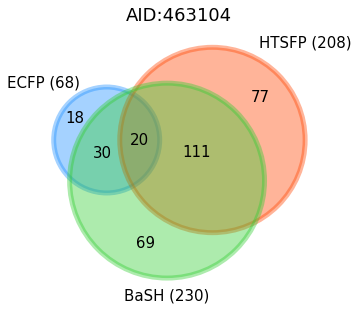 AID:463104
HTSFP (208)
ECFP (68)
77
18
20
30
111
69
BaSH (230)